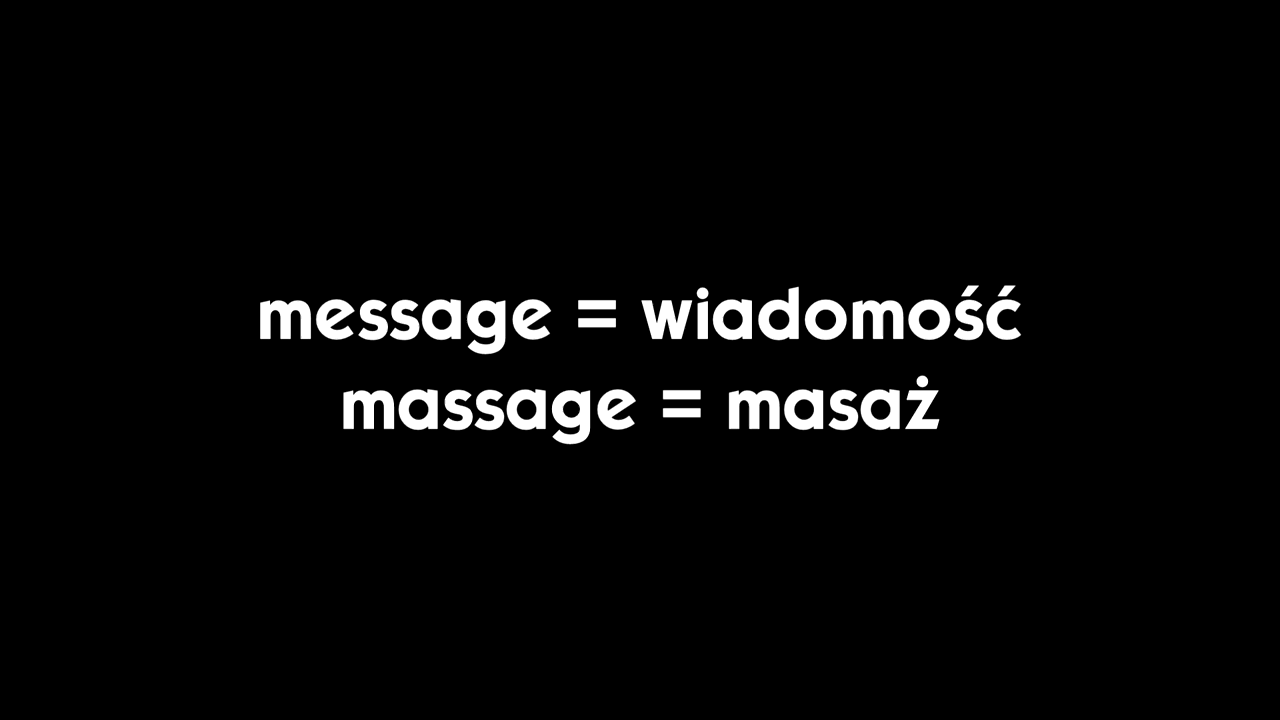 message = wiadomość
massage = masaż